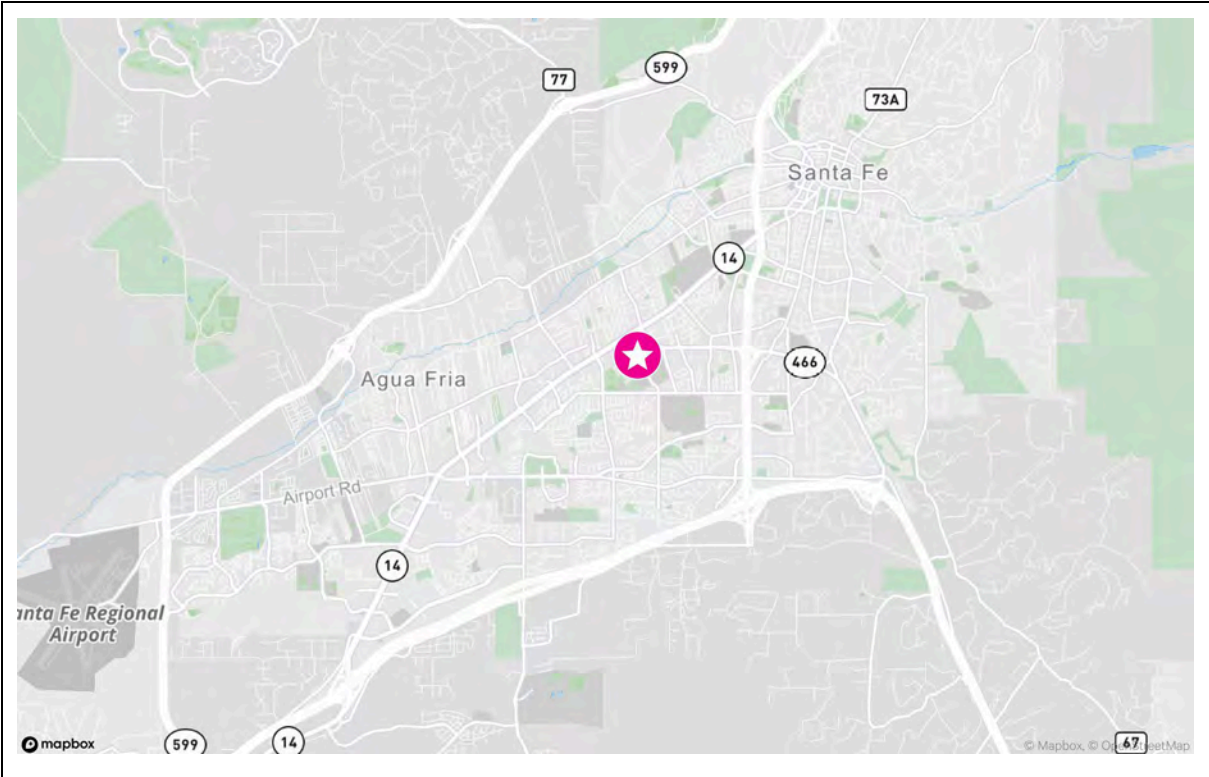 599
77
73A
Santa Fe
14
466
Agua Fria
Airport Rd
14
anta Fe Regional
Airport
mapbox
599
14
67
© Mapbox, © OpenStreetMap